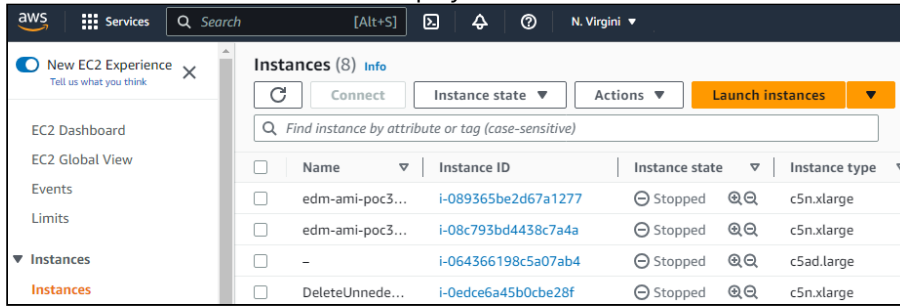 aws Services Search [Alt+S] N. Virgini
New EC2 Experience
Tell us what you think
Instances (8) Info
Connect Instance state Actions Launch instances
Find instance by attribute or tag (case-sensitive)
EC2 Dashboard
EC2 Global View
Events
Limits
Instances
Instances
Name Instance ID Instance state Instance type
edm-ami-poc3... i-089365be2d67a1277 Stopped c5n.xlarge
edm-ami-poc3... i-08c793bd4438c7a4a Stopped c5n.xlarge
– i-064366198c5a07ab4 Stopped c5ad.large
DeleteUnnede... i-0edce6a45b0cbe28f Stopped c5n.xlarge